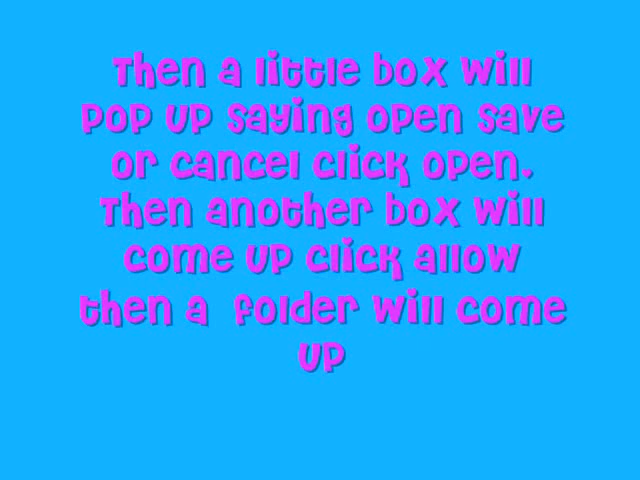 Then a little box will
pop up saying open save
or cancel click open.
Then another box will
come up click allow
then a folder will come
up